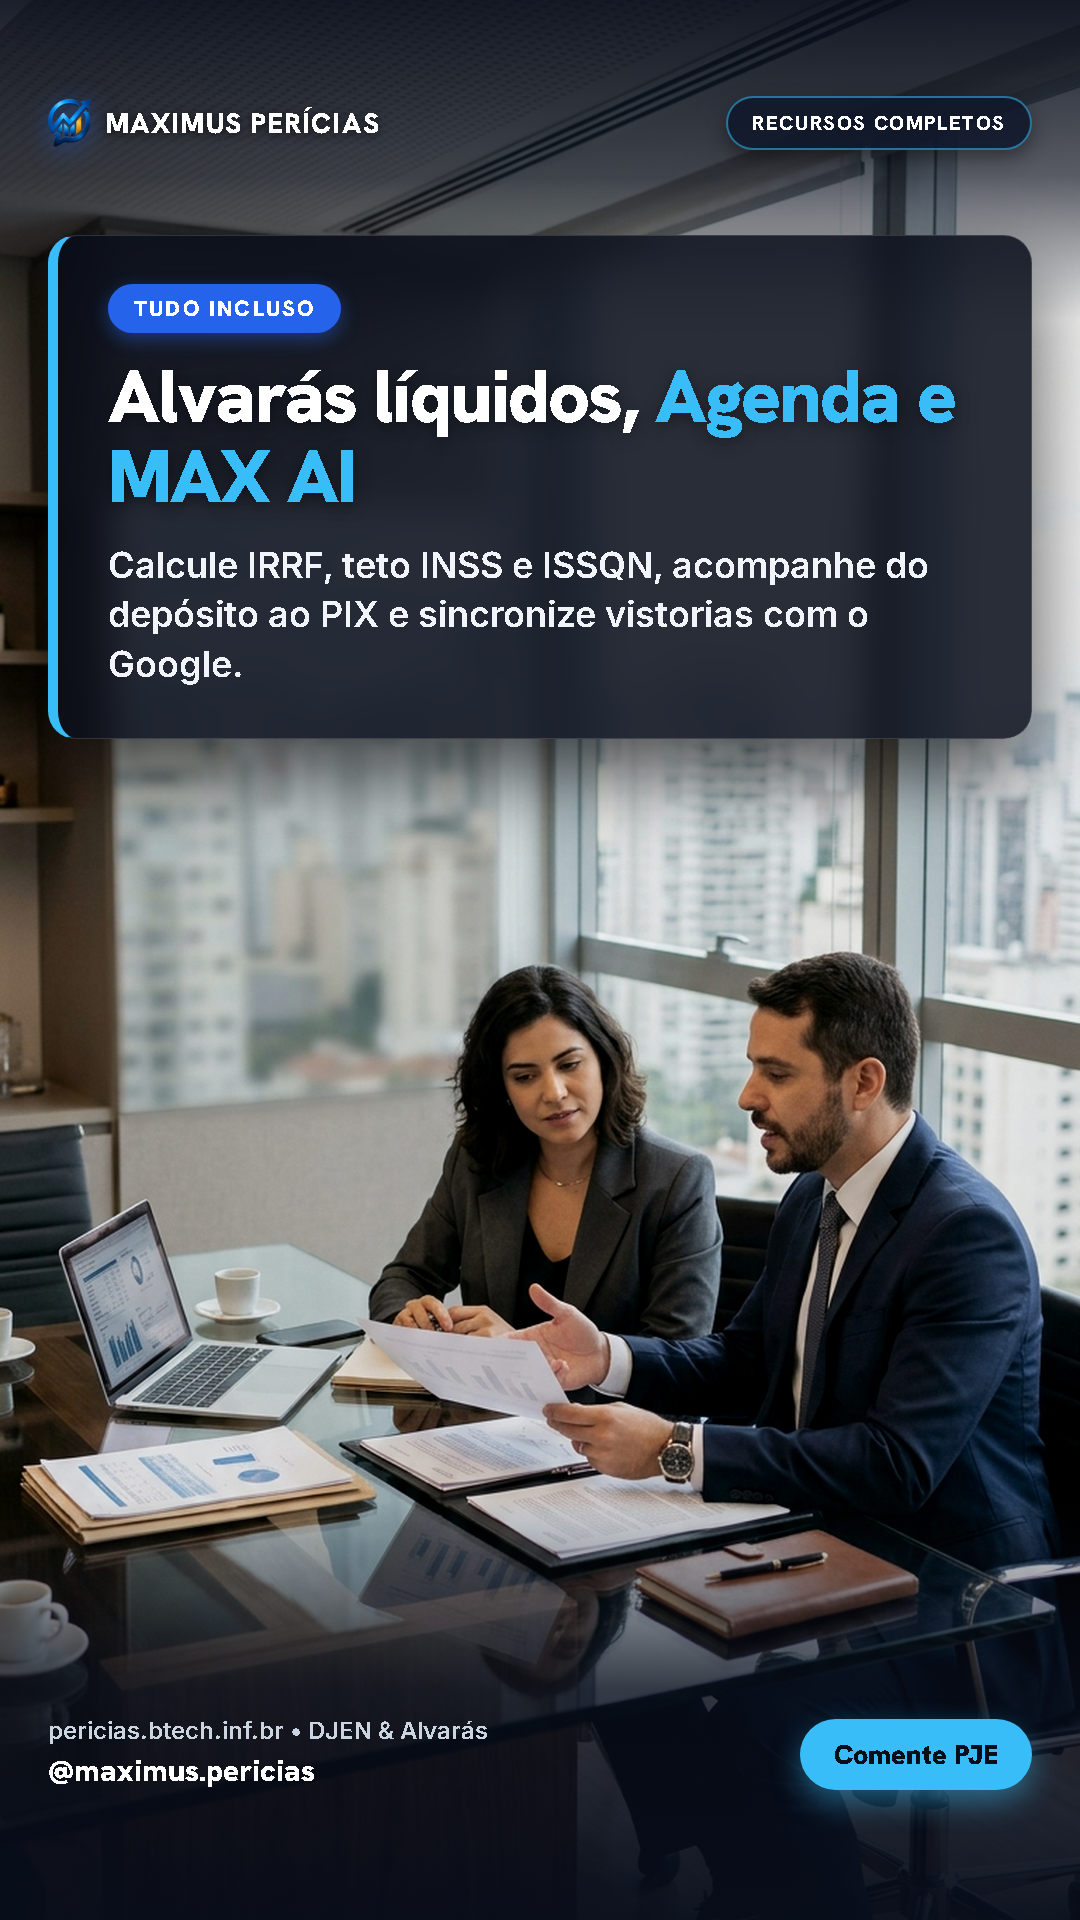 MAXIMUS PERÍCIAS
RECURSOS COMPLETOS
TUDO INCLUSO
Alvarás líquidos, Agenda e
MAX AI
Calcule IRRF, teto INSS e ISSQN, acompanhe do
depósito ao PIX e sincronize vistorias com o
Google.
pericias.btech.inf.br • DJEN & Alvarás
@maximus.pericias
Comente PJE